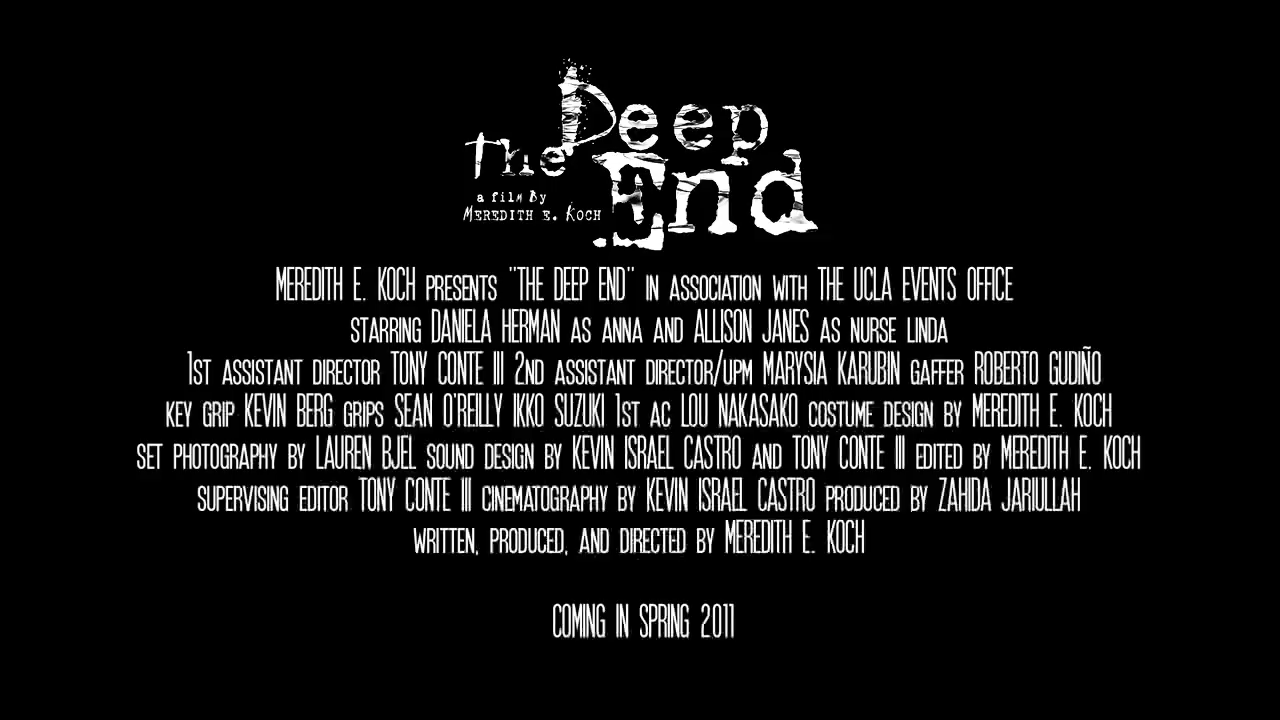 The Deep End
a film By
MEREDITH E. KOCH
MEREDITH E. KOCH PRESENTS "THE DEEP END" IN ASSOCIATION WITH THE UCLA EVENTS OFFICE
STARRING DANIELA HERMAN AS ANNA AND ALLISON JANES AS NURSE LINDA
1ST ASSISTANT DIRECTOR TONY CONTE III 2ND ASSISTANT DIRECTOR/UPM MARYSIA KARUBIN GAFFER ROBERTO GUDIÑO
KEY GRIP KEVIN BERG GRIPS SEAN O'REILLY IKKO SUZUKI 1ST AC LOU NAKASAKO COSTUME DESIGN BY MEREDITH E. KOCH
SET PHOTOGRAPHY BY LAUREN BJEL SOUND DESIGN BY KEVIN ISRAEL CASTRO AND TONY CONTE III EDITED BY MEREDITH E. KOCH
SUPERVISING EDITOR TONY CONTE III CINEMATOGRAPHY BY KEVIN ISRAEL CASTRO PRODUCED BY ZAHIDA JARIULLAH
WRITTEN, PRODUCED, AND DIRECTED BY MEREDITH E. KOCH
COMING IN SPRING 2011